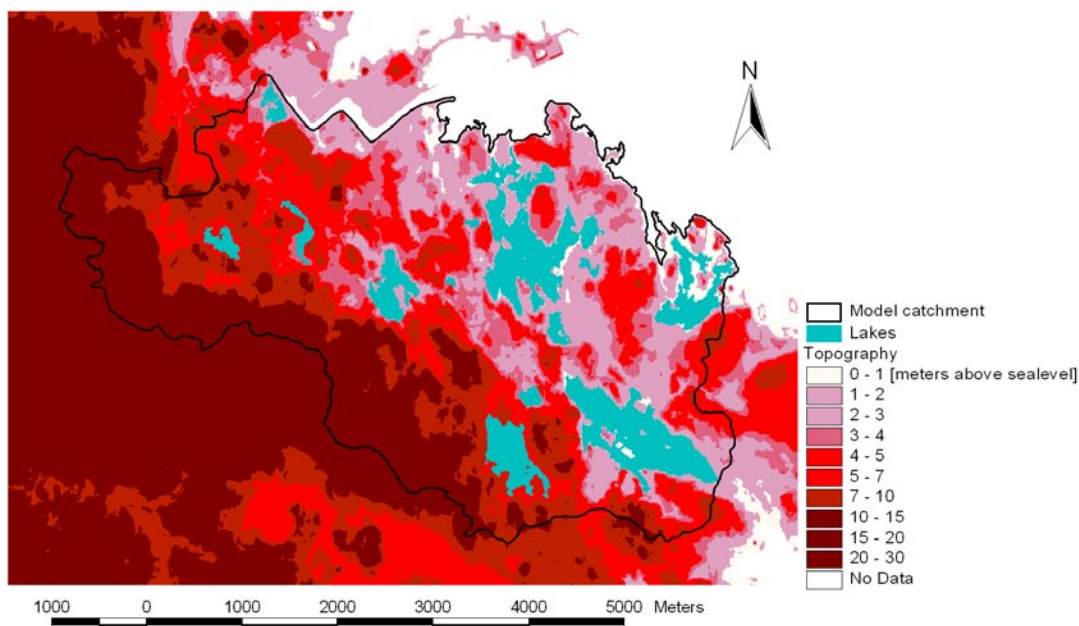 N
Model catchment
Lakes
Topography
0 - 1 [meters above sealevel]
1 - 2
2 - 3
3 - 4
4 - 5
5 - 7
7 - 10
10 - 15
15 - 20
20 - 30
No Data
1000 0 1000 2000 3000 4000 5000 Meters